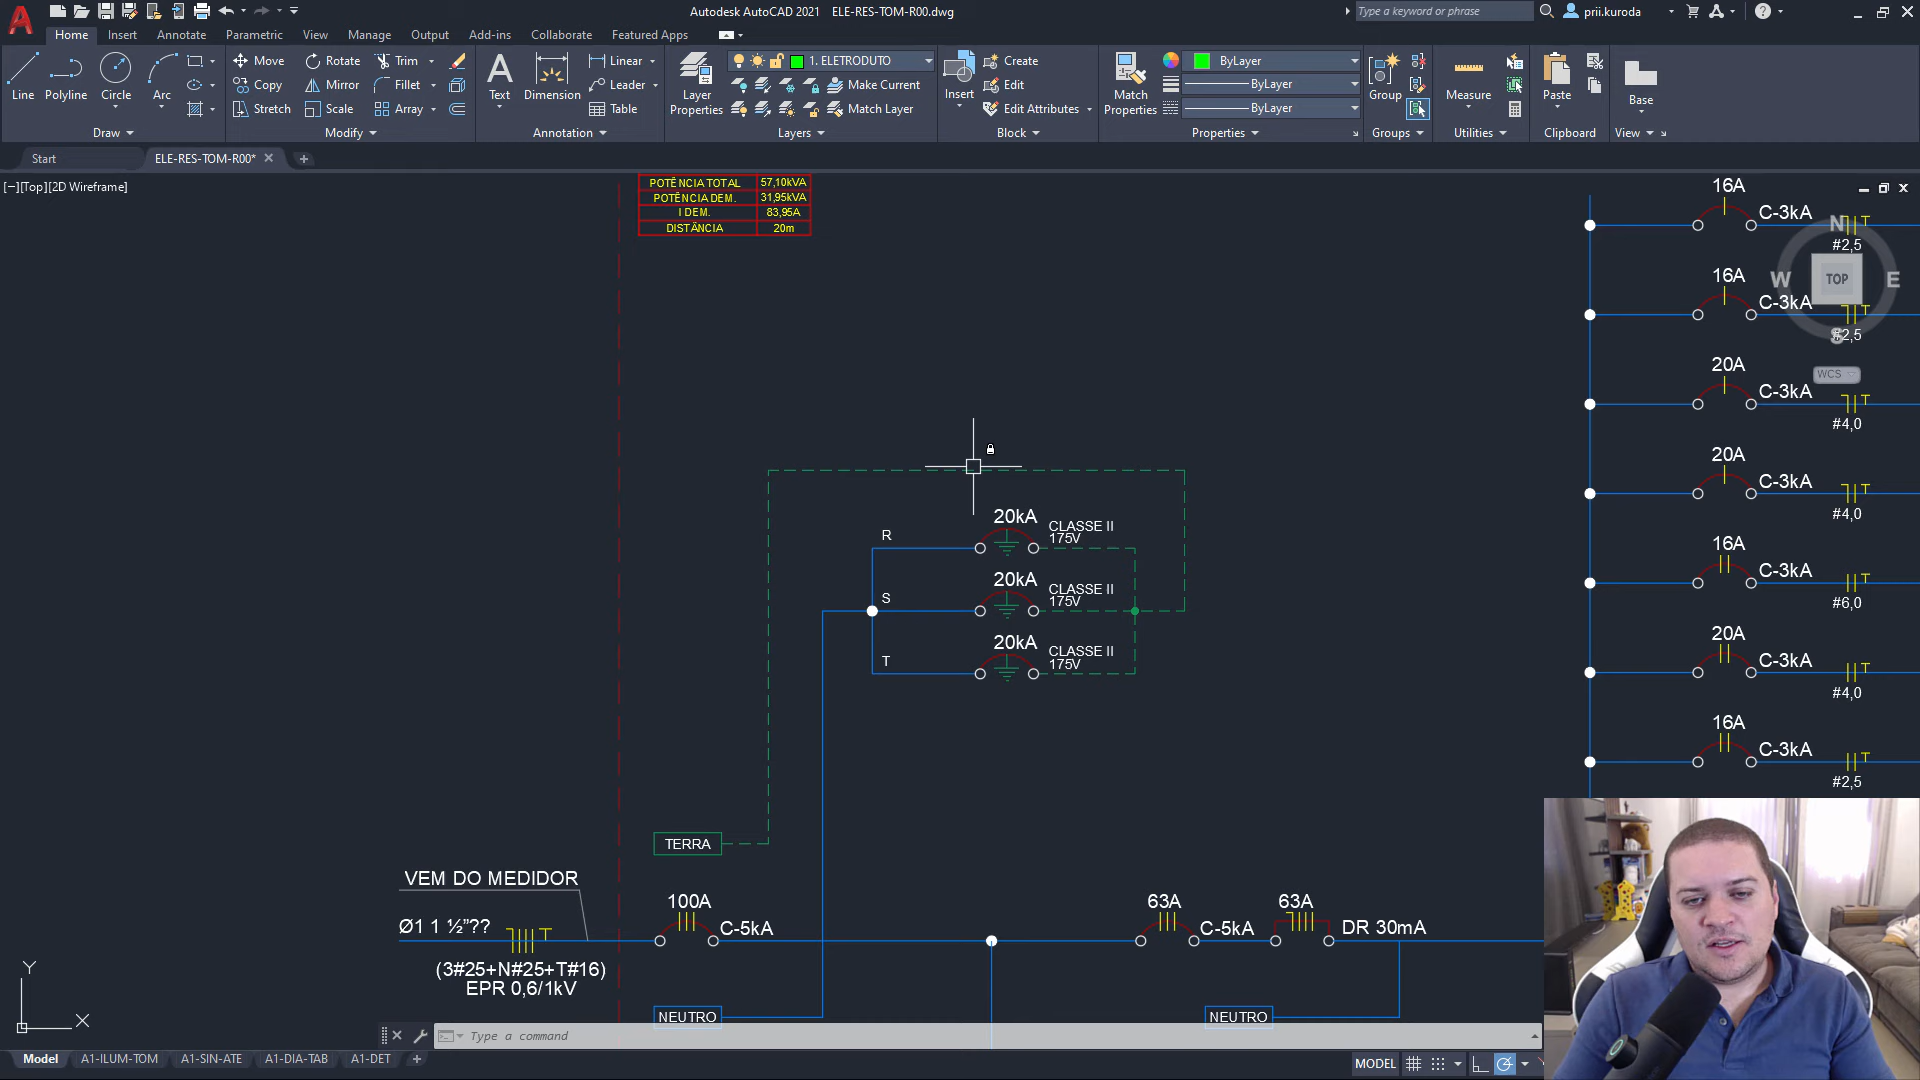 Autodesk AutoCAD 2021 ELE-RES-TOM-R00.dwg
Type a keyword or phrase
prii.kuroda
Home Insert Annotate Parametric View Manage Output Add-ins Collaborate Featured Apps
Line Polyline Circle Arc
Move Rotate Trim
Copy Mirror Fillet
Stretch Scale Array
Text Dimension
Linear
Leader
Table
Layer Properties
1. ELETRODUTO
Make Current
Match Layer
Insert
Create
Edit
Edit Attributes
Match Properties
ByLayer
ByLayer
ByLayer
Group
Measure
Paste
Base
Draw Modify Annotation Layers Block Properties Groups Utilities Clipboard View
Start ELE-RES-TOM-R00*
[−][Top][2D Wireframe]
POTÊNCIA TOTAL 57,10kVA
POTÊNCIA DEM. 31,95kVA
I DEM. 83,95A
DISTÂNCIA 20m
16A
C-3kA
#2,5
16A
C-3kA
#2,5
20A
C-3kA
#4,0
20A
C-3kA
T
#4,0
16A
C-3kA
#6,0
20A
C-3kA
#4,0
16A
C-3kA
#2,5
N
W TOP E
S
WCS
R 20kA CLASSE II
175V
S 20kA CLASSE II
175V
T 20kA CLASSE II
175V
TERRA
VEM DO MEDIDOR
Ø1 1 ½"??
(3#25+N#25+T#16)
EPR 0,6/1kV
100A
C-5kA
63A
C-5kA
63A
DR 30mA
NEUTRO
NEUTRO
Y
X
Type a command
Model A1-ILUM-TOM A1-SIN-ATE A1-DIA-TAB A1-DET
MODEL